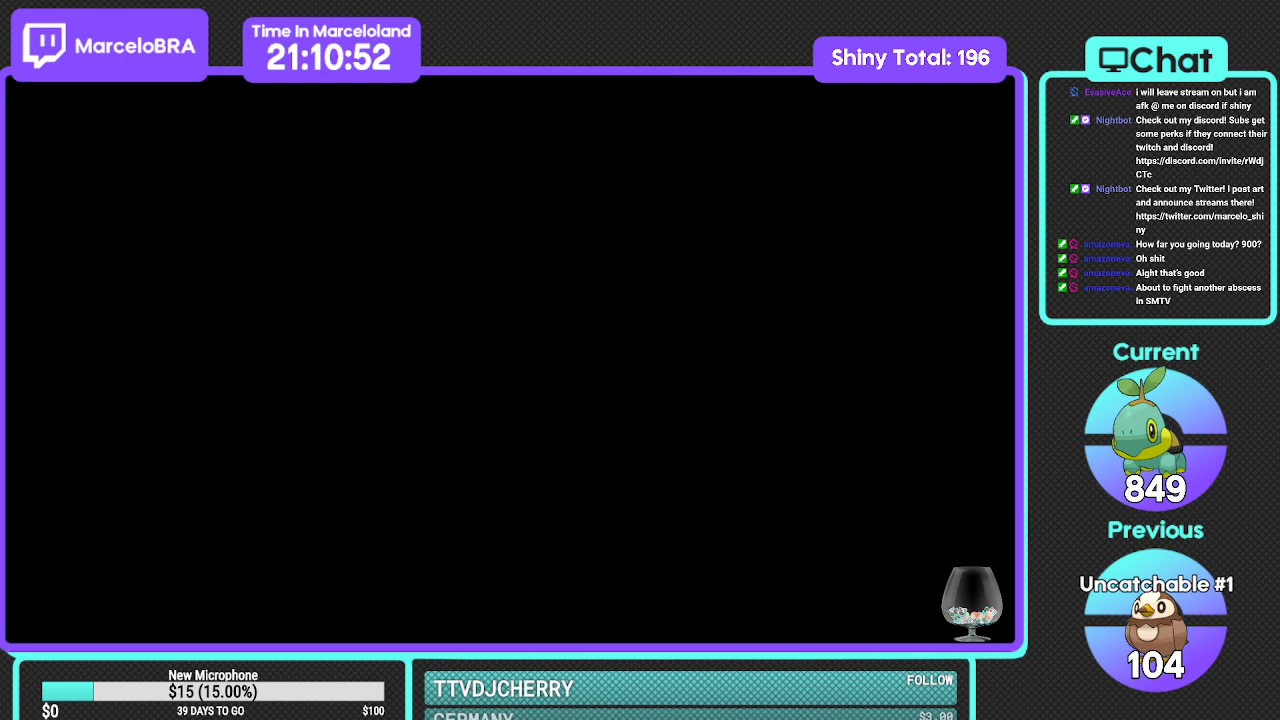 MarceloBRA
Time In Marceloland
21:10:52
Shiny Total: 196
Chat
EvasiveAce i will leave stream on but i am
afk @ me on discord if shiny
Nightbot Check out my discord! Subs get
some perks if they connect their
twitch and discord!
https://discord.com/invite/rWdj
CTc
Nightbot Check out my Twitter! I post art
and announce streams there!
https://twitter.com/marcelo_shi
ny
amazoneva.. How far you going today? 900?
amazoneva.. Oh shit
amazoneva.. Aight that's good
amazoneva.. About to fight another abscess
in SMTV
Current
849
Previous
Uncatchable #1
104
New Microphone
$15 (15.00%)
$0
39 DAYS TO GO
$100
TTVDJCHERRY
FOLLOW
GERMANY
$3.00